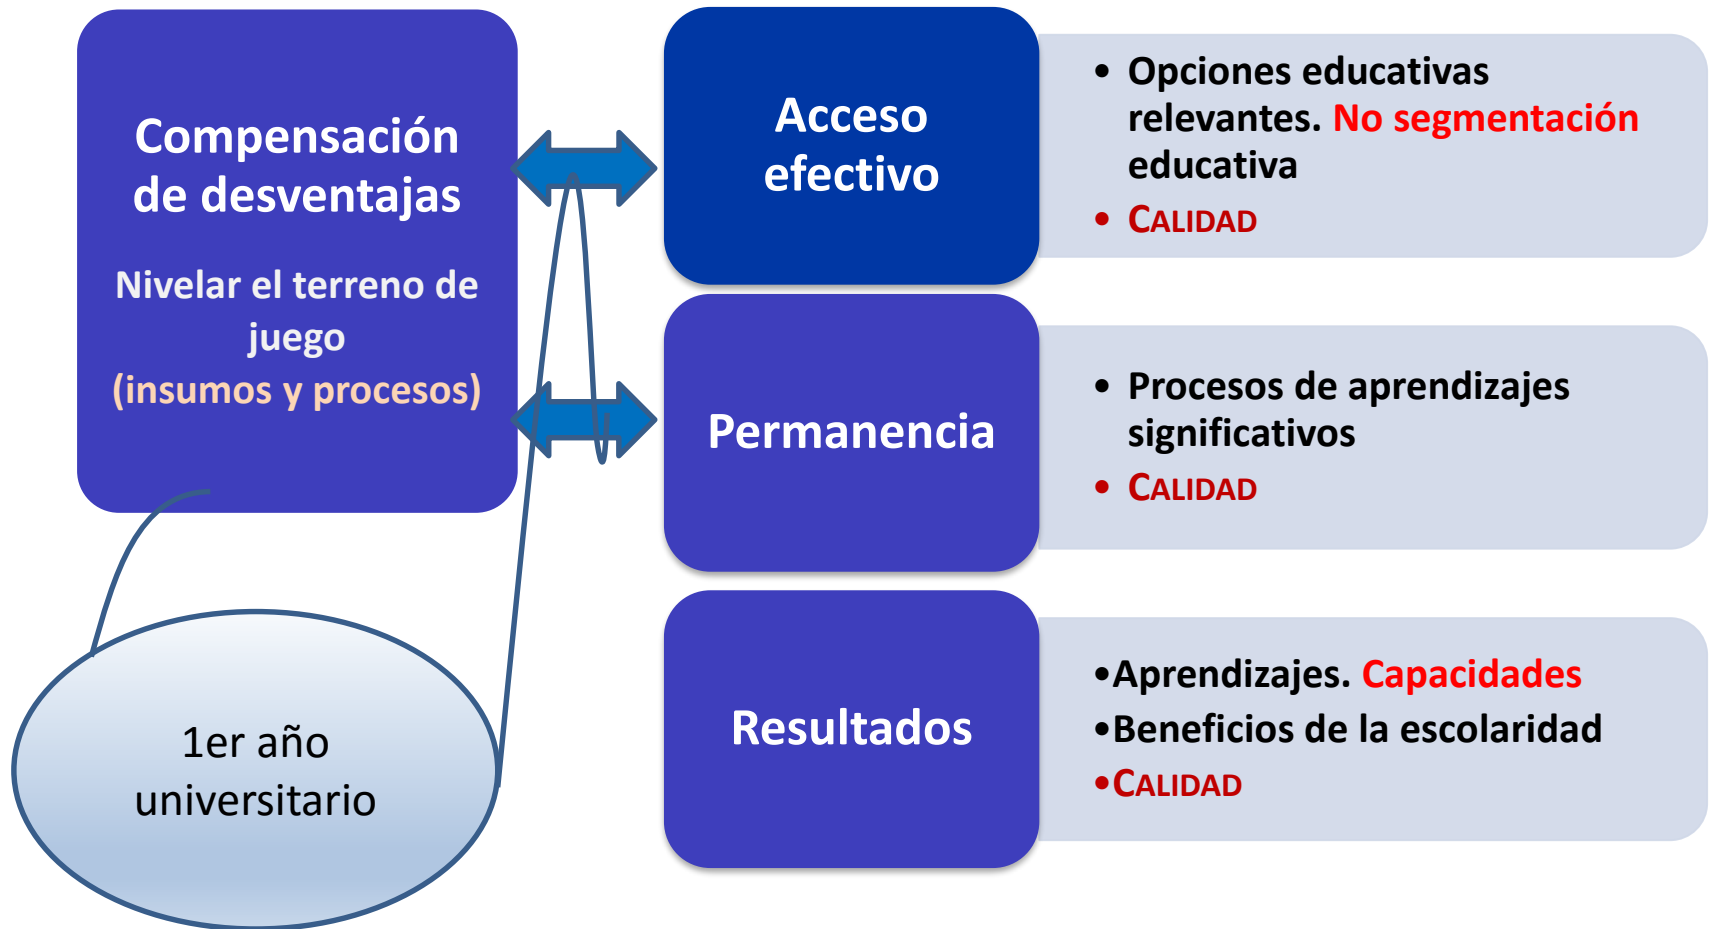 Compensación
de desventajas
Nivelar el terreno de
juego
(insumos y procesos)
1er año
universitario
Acceso
efectivo
• Opciones educativas
relevantes. No segmentación
educativa
• CALIDAD
Permanencia
• Procesos de aprendizajes
significativos
• CALIDAD
Resultados
•Aprendizajes. Capacidades
•Beneficios de la escolaridad
•CALIDAD